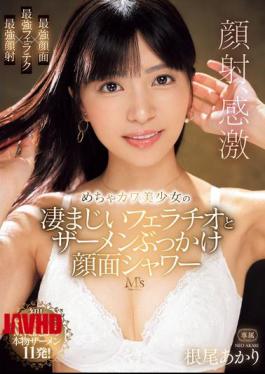 顔射、感激
最強顔面
最強フェラテク
×
最強顔射
めちゃカワ美少女の
凄まじいフェラチオと
ザーメンぶっかけ
顔面シャワー
M's
JAVHD
本物ザーメン
11発!
専属
NEO AKARI
根尾あかり